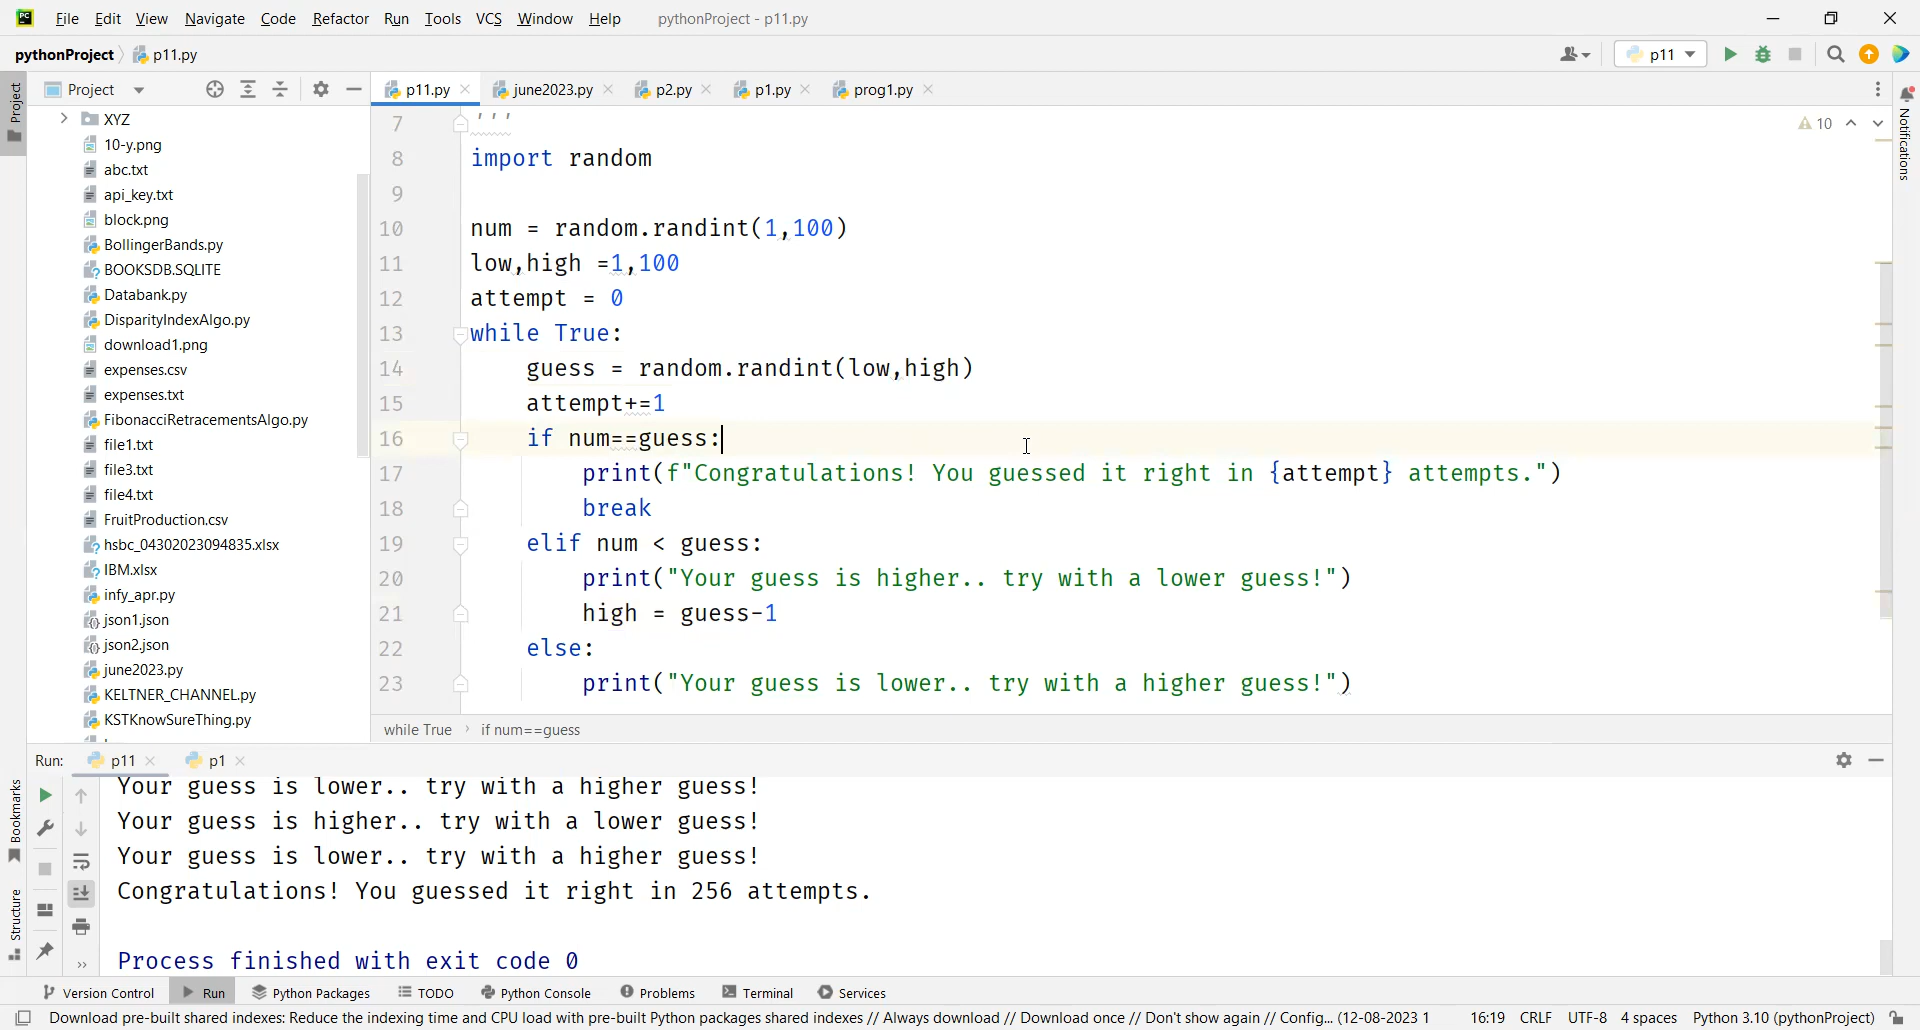 File Edit View Navigate Code Refactor Run Tools VCS Window Help pythonProject - p11.py
pythonProject p11.py p11
Project p11.py june2023.py p2.py p1.py prog1.py
Project
Notifications
XYZ
10-y.png
abc.txt
api_key.txt
block.png
BollingerBands.py
BOOKSDB.SQLITE
Databank.py
DisparityIndexAlgo.py
download1.png
expenses.csv
expenses.txt
FibonacciRetracementsAlgo.py
file1.txt
file3.txt
file4.txt
FruitProduction.csv
hsbc_04302023094835.xlsx
IBM.xlsx
infy_apr.py
json1.json
json2.json
june2023.py
KELTNER_CHANNEL.py
KSTKnowSureThing.py
10
7 '''
8 import random
9
10 num = random.randint(1,100)
11 low,high =1,100
12 attempt = 0
13 while True:
14 guess = random.randint(low,high)
15 attempt+=1
16 if num==guess:
17 print(f"Congratulations! You guessed it right in {attempt} attempts.")
18 break
19 elif num < guess:
20 print("Your guess is higher.. try with a lower guess!")
21 high = guess-1
22 else:
23 print("Your guess is lower.. try with a higher guess!")
while True if num==guess
Run: p11 p1
Bookmarks
Structure
Your guess is lower.. try with a higher guess!
Your guess is higher.. try with a lower guess!
Your guess is lower.. try with a higher guess!
Congratulations! You guessed it right in 256 attempts.
Process finished with exit code 0
Version Control Run Python Packages TODO Python Console Problems Terminal Services
Download pre-built shared indexes: Reduce the indexing time and CPU load with pre-built Python packages shared indexes // Always download // Download once // Don't show again // Config... (12-08-2023 1 16:19 CRLF UTF-8 4 spaces Python 3.10 (pythonProject)